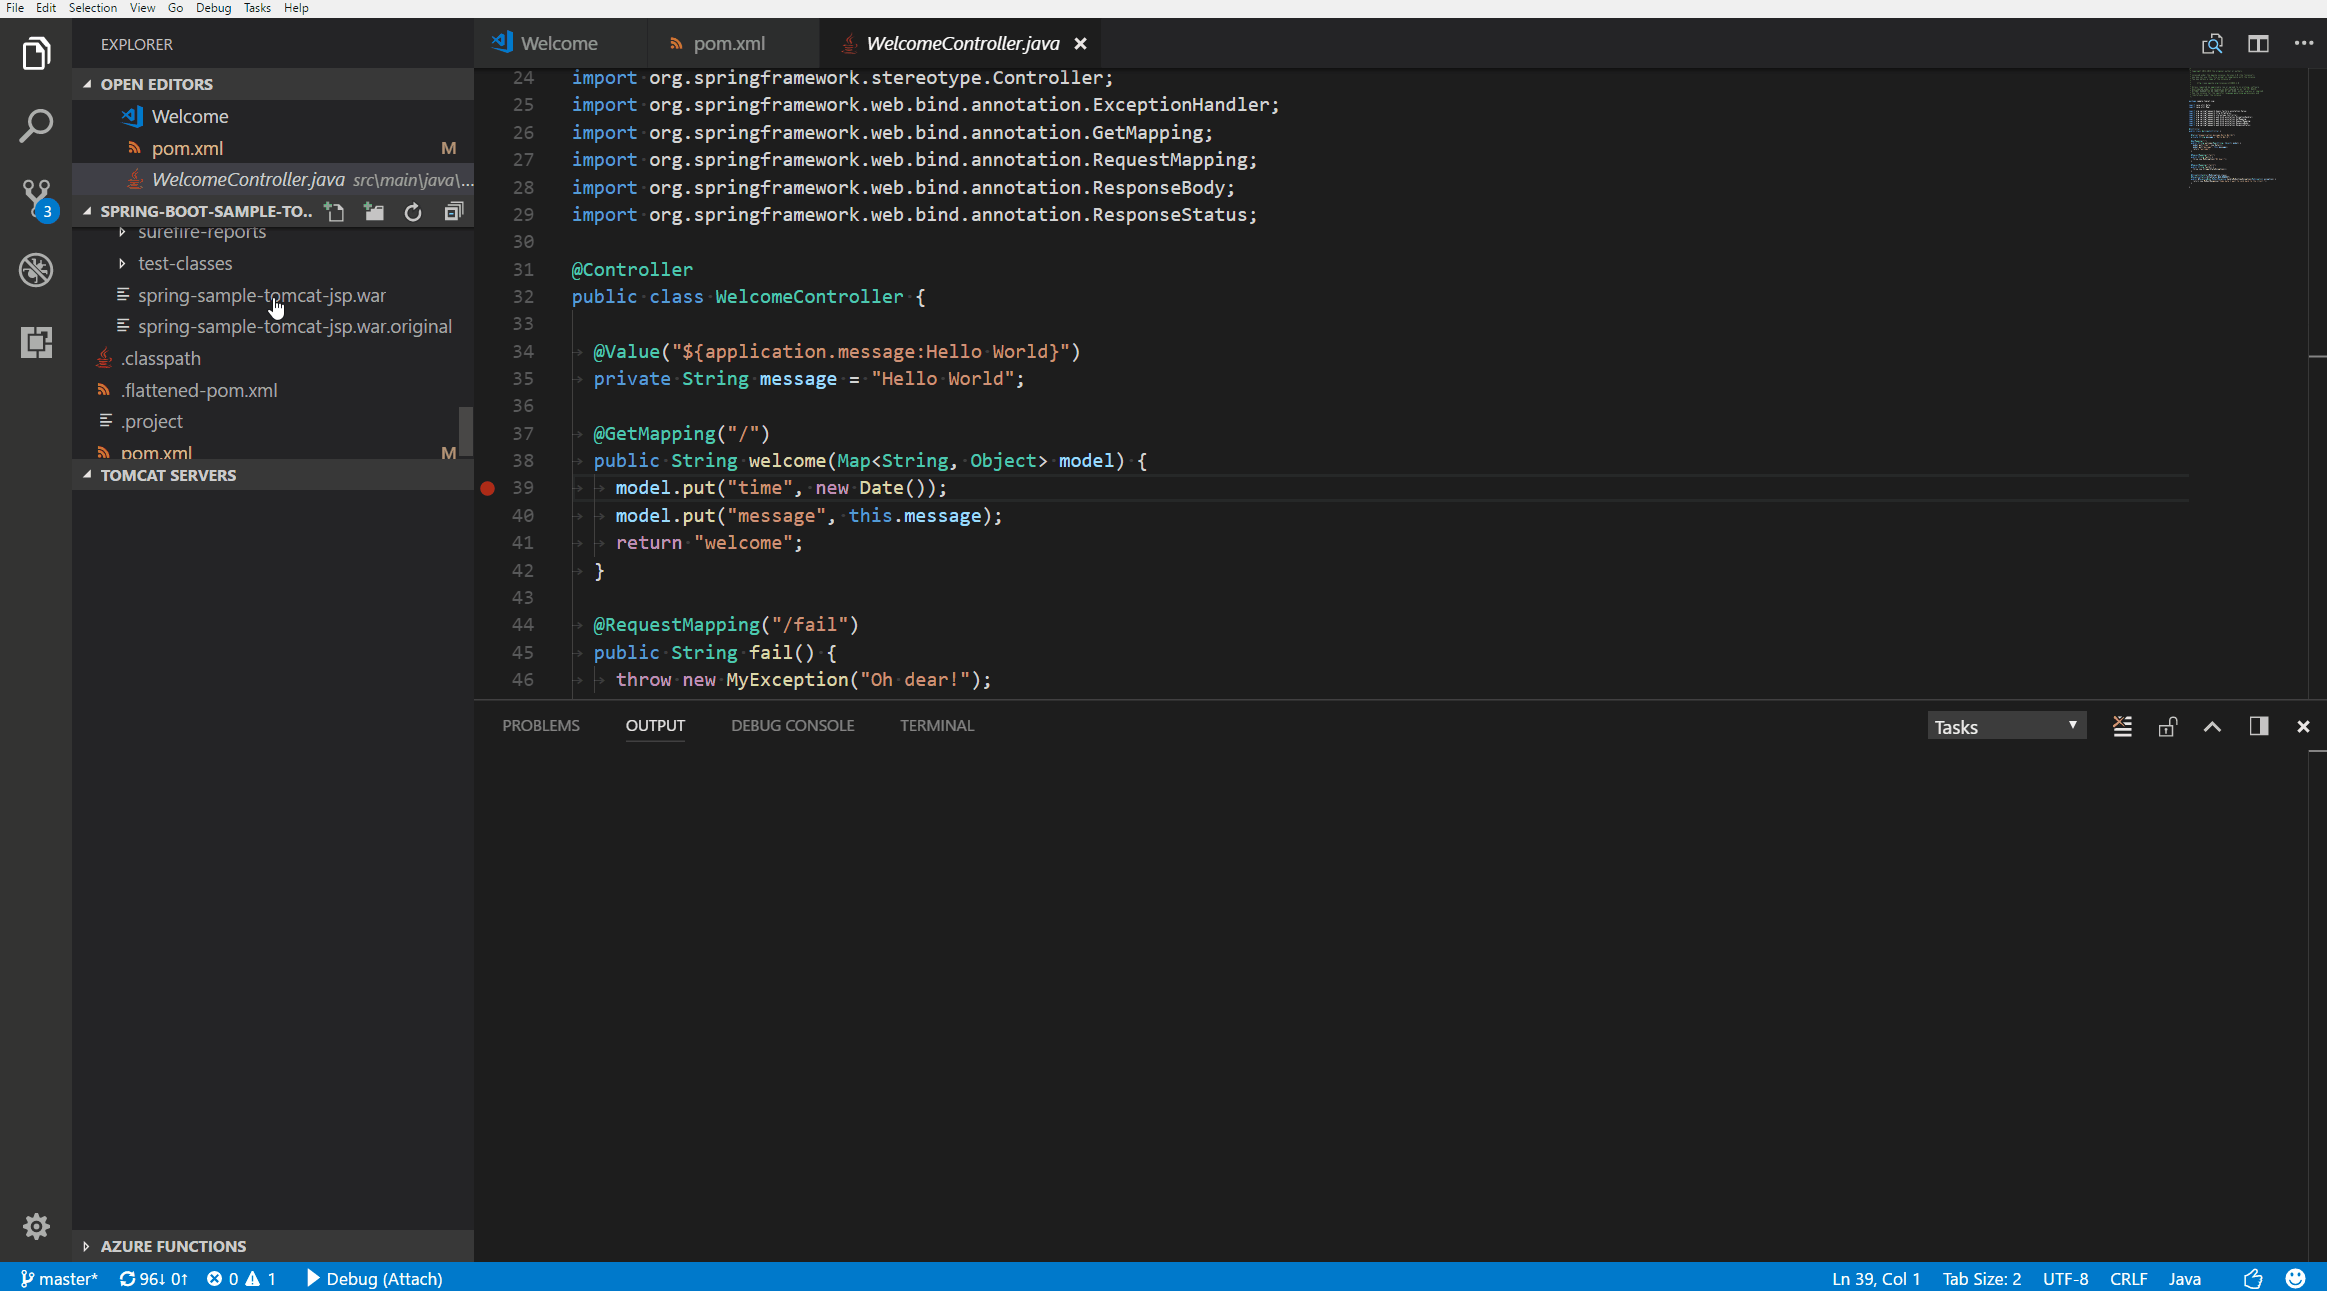 File Edit Selection View Go Debug Tasks Help
EXPLORER
OPEN EDITORS
Welcome
pom.xml M
WelcomeController.java src\main\java\...
SPRING-BOOT-SAMPLE-TO..
surefire-reports
test-classes
spring-sample-tomcat-jsp.war
spring-sample-tomcat-jsp.war.original
.classpath
.flattened-pom.xml
.project
pom.xml M
TOMCAT SERVERS
AZURE FUNCTIONS
3
Welcome pom.xml WelcomeController.java
24 import org.springframework.stereotype.Controller;
25 import org.springframework.web.bind.annotation.ExceptionHandler;
26 import org.springframework.web.bind.annotation.GetMapping;
27 import org.springframework.web.bind.annotation.RequestMapping;
28 import org.springframework.web.bind.annotation.ResponseBody;
29 import org.springframework.web.bind.annotation.ResponseStatus;
30
31 @Controller
32 public class WelcomeController {
33
34 @Value("${application.message:Hello World}")
35 private String message = "Hello World";
36
37 @GetMapping("/")
38 public String welcome(Map<String, Object> model) {
39 model.put("time", new Date());
40 model.put("message", this.message);
41 return "welcome";
42 }
43
44 @RequestMapping("/fail")
45 public String fail() {
46 throw new MyException("Oh dear!");
PROBLEMS OUTPUT DEBUG CONSOLE TERMINAL Tasks
master* 96↓ 0↑ 0 1 Debug (Attach) Ln 39, Col 1 Tab Size: 2 UTF-8 CRLF Java